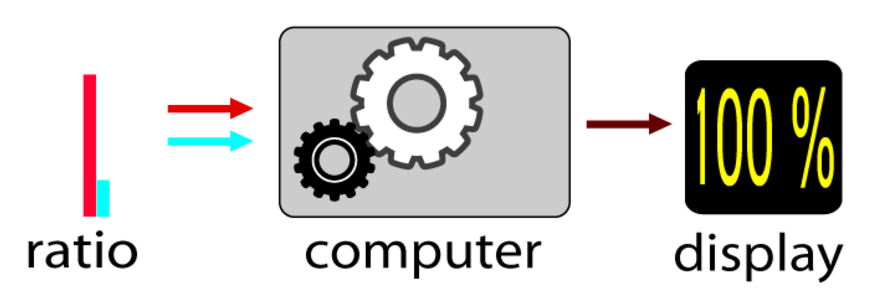 100 %
ratio
computer
display